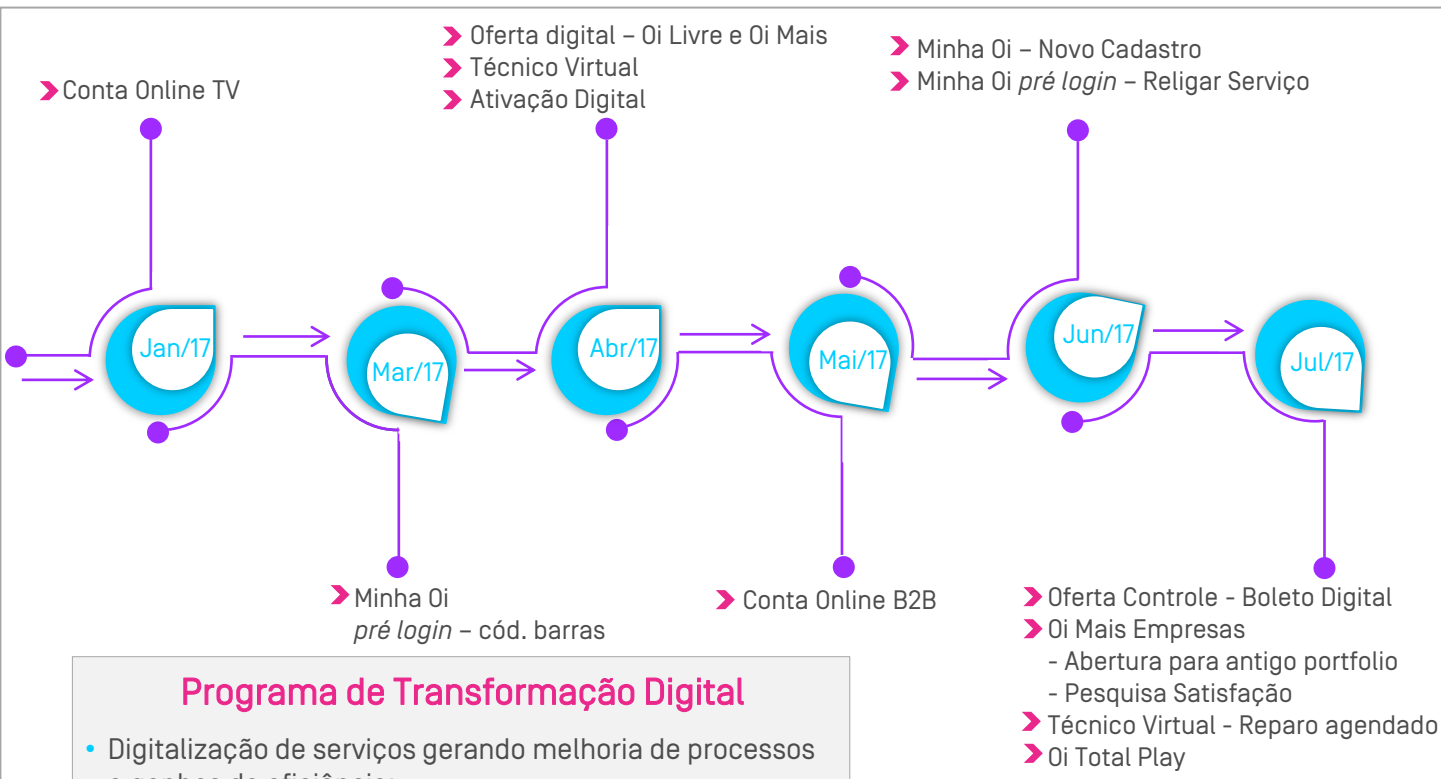 Conta Online TV
Oferta digital – Oi Livre e Oi Mais
Técnico Virtual
Ativação Digital
Minha Oi – Novo Cadastro
Minha Oi pré login – Religar Serviço
Jan/17
Mar/17
Abr/17
Mai/17
Jun/17
Jul/17
Minha Oi
pré login – cód. barras
Conta Online B2B
Oferta Controle - Boleto Digital
Oi Mais Empresas
- Abertura para antigo portfolio
- Pesquisa Satisfação
Técnico Virtual - Reparo agendado
Oi Total Play
Programa de Transformação Digital
• Digitalização de serviços gerando melhoria de processos